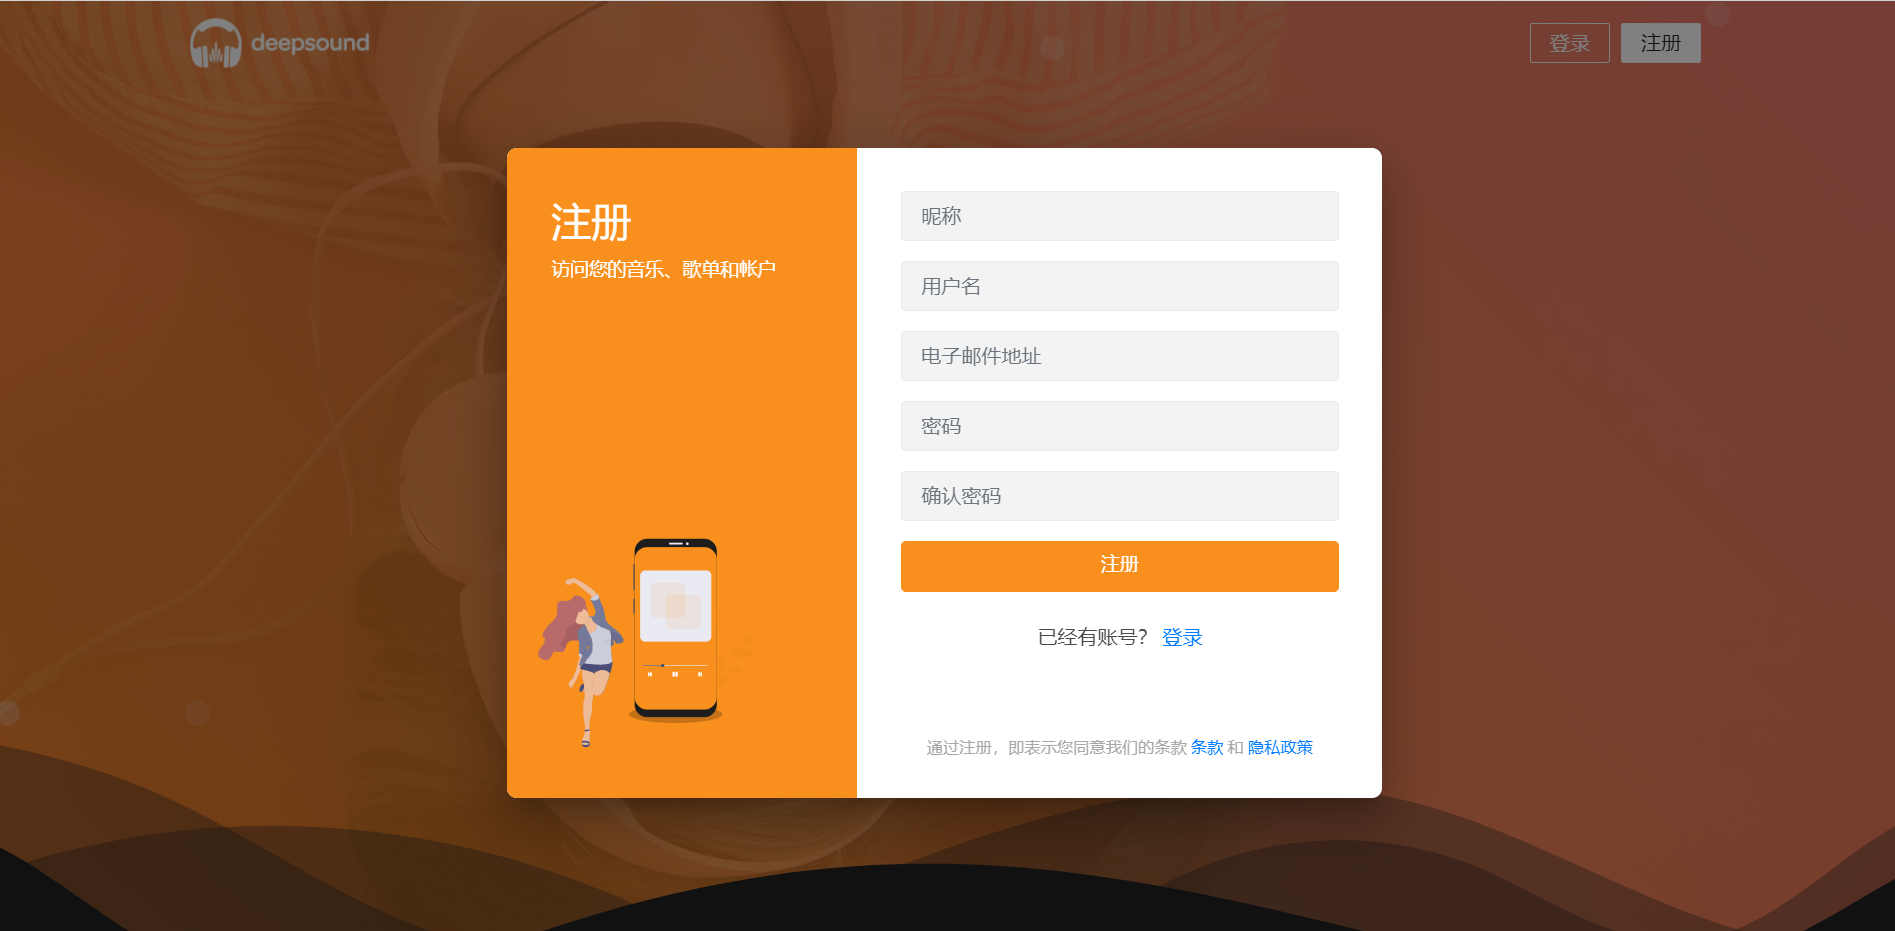 deepsound
登录
注册
注册
访问您的音乐、歌单和帐户
昵称
用户名
电子邮件地址
密码
确认密码
注册
已经有账号？ 登录
通过注册，即表示您同意我们的条款 条款 和 隐私政策